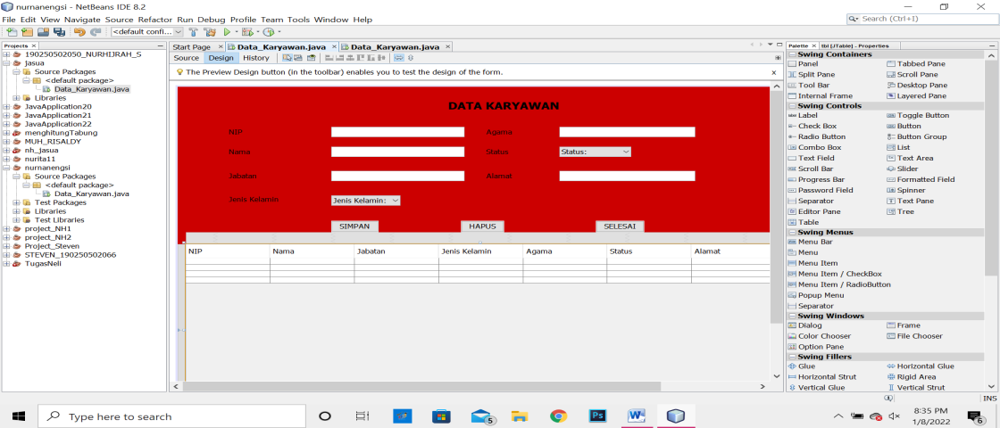 nurnanengsi - NetBeans IDE 8.2
File Edit View Navigate Source Refactor Run Debug Profile Team Tools Window Help
Search (Ctrl+I)
<default confi...
Projects
190250502050_NURHIJRAH_S
jasua
Source Packages
<default package>
Data_Karyawan.java
Libraries
JavaApplication20
JavaApplication21
JavaApplication22
menghitungTabung
MUH_RISALDY
nh_jasua
nurita11
nurnanengsi
Source Packages
<default package>
Data_Karyawan.java
Test Packages
Libraries
Test Libraries
project_NH1
project_NH2
Project_Steven
STEVEN_190250502066
TugasNeli
Start Page Data_Karyawan.java Data_Karyawan.java
Source Design History
The Preview Design button (in the toolbar) enables you to test the design of the form.
DATA KARYAWAN
NIP Agama
Nama Status Status:
Jabatan Alamat
Jenis Kelamin Jenis Kelamin:
SIMPAN HAPUS SELESAI
NIP Nama Jabatan Jenis Kelamin Agama Status Alamat
Palette tbl [JTable] - Properties
Swing Containers
Panel Tabbed Pane
Split Pane Scroll Pane
Tool Bar Desktop Pane
Internal Frame Layered Pane
Swing Controls
Label Toggle Button
Check Box Button
Radio Button Button Group
Combo Box List
Text Field Text Area
Scroll Bar Slider
Progress Bar Formatted Field
Password Field Spinner
Separator Text Pane
Editor Pane Tree
Table
Swing Menus
Menu Bar
Menu
Menu Item
Menu Item / CheckBox
Menu Item / RadioButton
Popup Menu
Separator
Swing Windows
Dialog Frame
Color Chooser File Chooser
Option Pane
Swing Fillers
Glue Horizontal Glue
Horizontal Strut Rigid Area
Vertical Glue Vertical Strut
INS
Type here to search
5
Ps
W
8:35 PM
1/8/2022
6